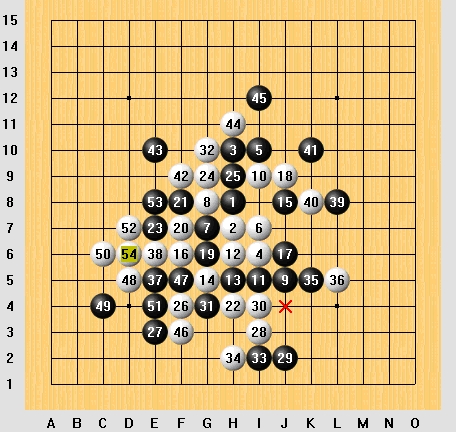 15
14
13
12 45
11 44
10 43 32 3 5 41
9 42 24 25 10 18
8 53 21 8 1 15 40 39
7 52 23 20 7 2 6
6 50 54 38 16 19 12 4 17
5 48 37 47 14 13 11 9 35 36
4 49 51 26 31 22 30
3 27 46 28
2 34 33 29
1
A B C D E F G H I J K L M N O